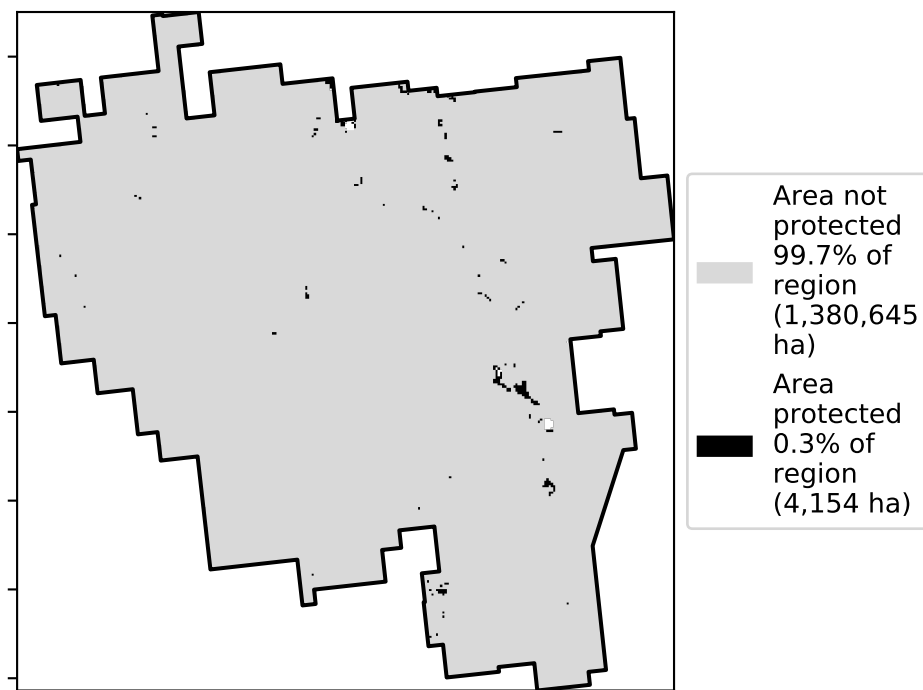 Area not
protected
99.7% of
region
(1,380,645
ha)
Area
protected
0.3% of
region
(4,154 ha)